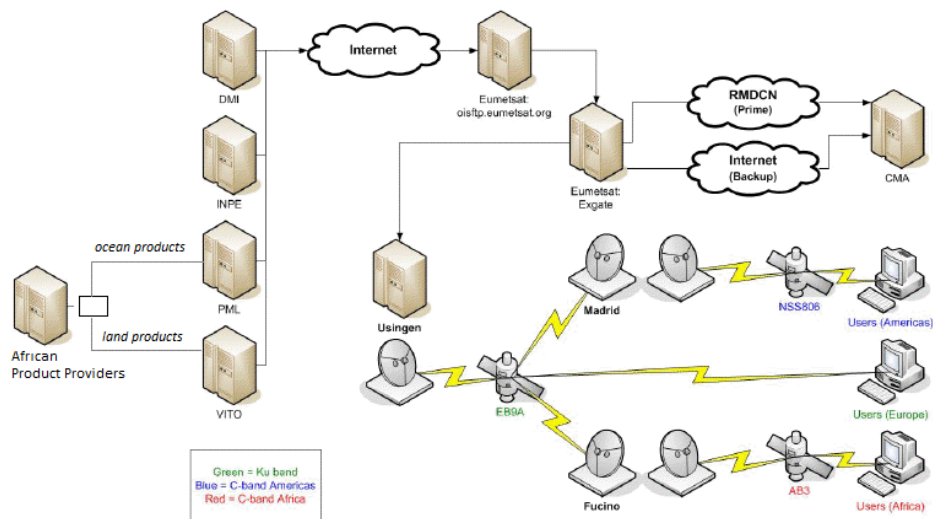 DMI
Internet
Eumetsat:
oisftp.eumetsat.org
RMDCN
(Prime)
Internet
(Backup)
CMA
Eumetsat:
Exgate
INPE
ocean products
PML
land products
African
Product Providers
VITO
Usingen
Madrid
NSS806
Users (Americas)
EB9A
Users (Europe)
Fucino
AB3
Users (Africa)
Green = Ku band
Blue = C-band Americas
Red = C-band Africa